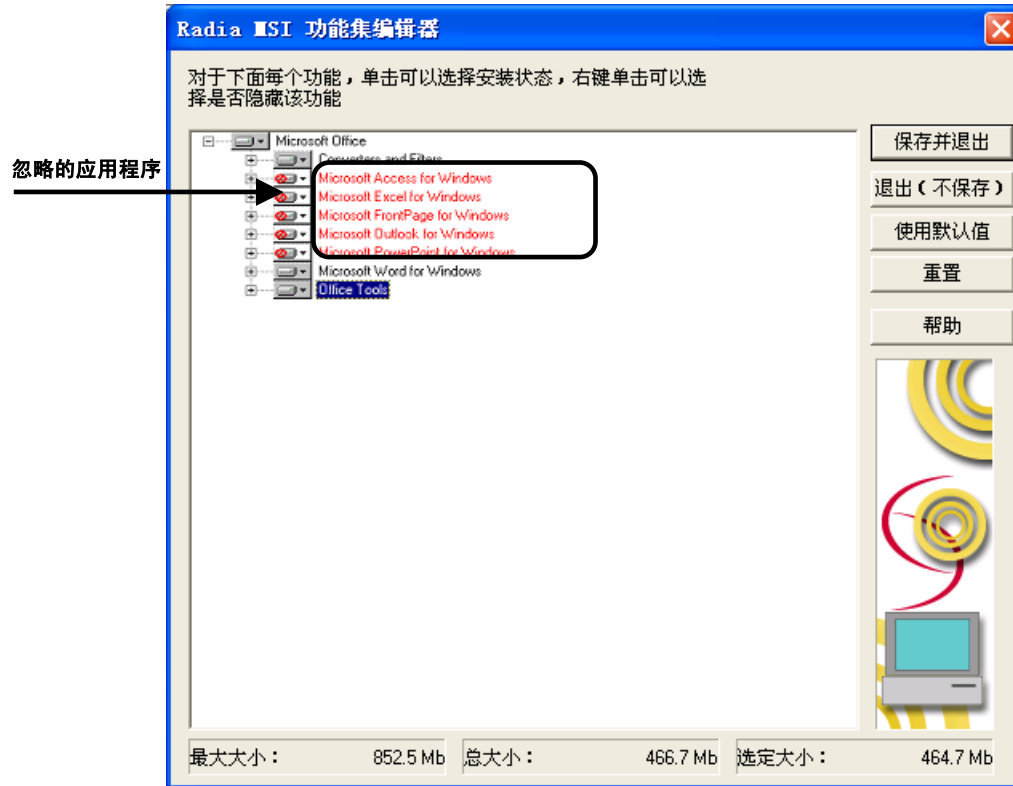 Radia MSI 功能集编辑器
对于下面每个功能，单击可以选择安装状态，右键单击可以选
择是否隐藏该功能
忽略的应用程序
Microsoft Office
Converters and Filters
Microsoft Access for Windows
Microsoft Excel for Windows
Microsoft FrontPage for Windows
Microsoft Outlook for Windows
Microsoft PowerPoint for Windows
Microsoft Word for Windows
Office Tools
保存并退出
退出（不保存）
使用默认值
重置
帮助
最大大小： 852.5 Mb 总大小： 466.7 Mb 选定大小： 464.7 Mb